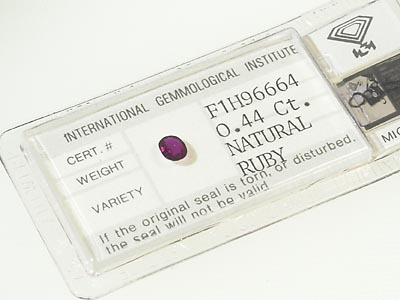 INTERNATIONAL GEMMOLOGICAL INSTITUTE
CERT. # F1H96664
WEIGHT 0.44 Ct.
VARIETY NATURAL
RUBY
If the original seal is torn, or disturbed.
the seal will not be valid